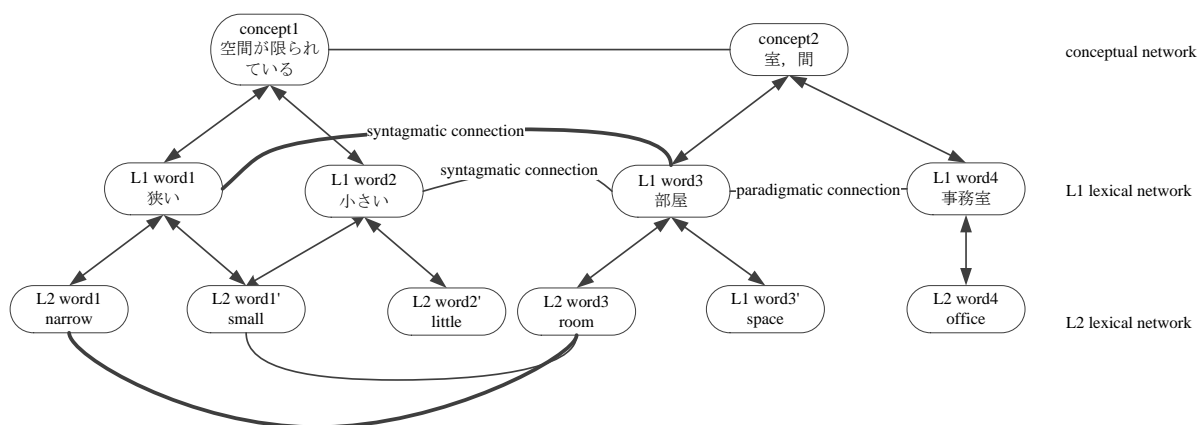 concept1
空間が限られ
ている
concept2
室，間
conceptual network
syntagmatic connection
syntagmatic connection
L1 word1
狭い
L1 word2
小さい
L1 word3
部屋
paradigmatic connection
L1 word4
事務室
L1 lexical network
L2 word1
narrow
L2 word1'
small
L2 word2'
little
L2 word3
room
L1 word3'
space
L2 word4
office
L2 lexical network